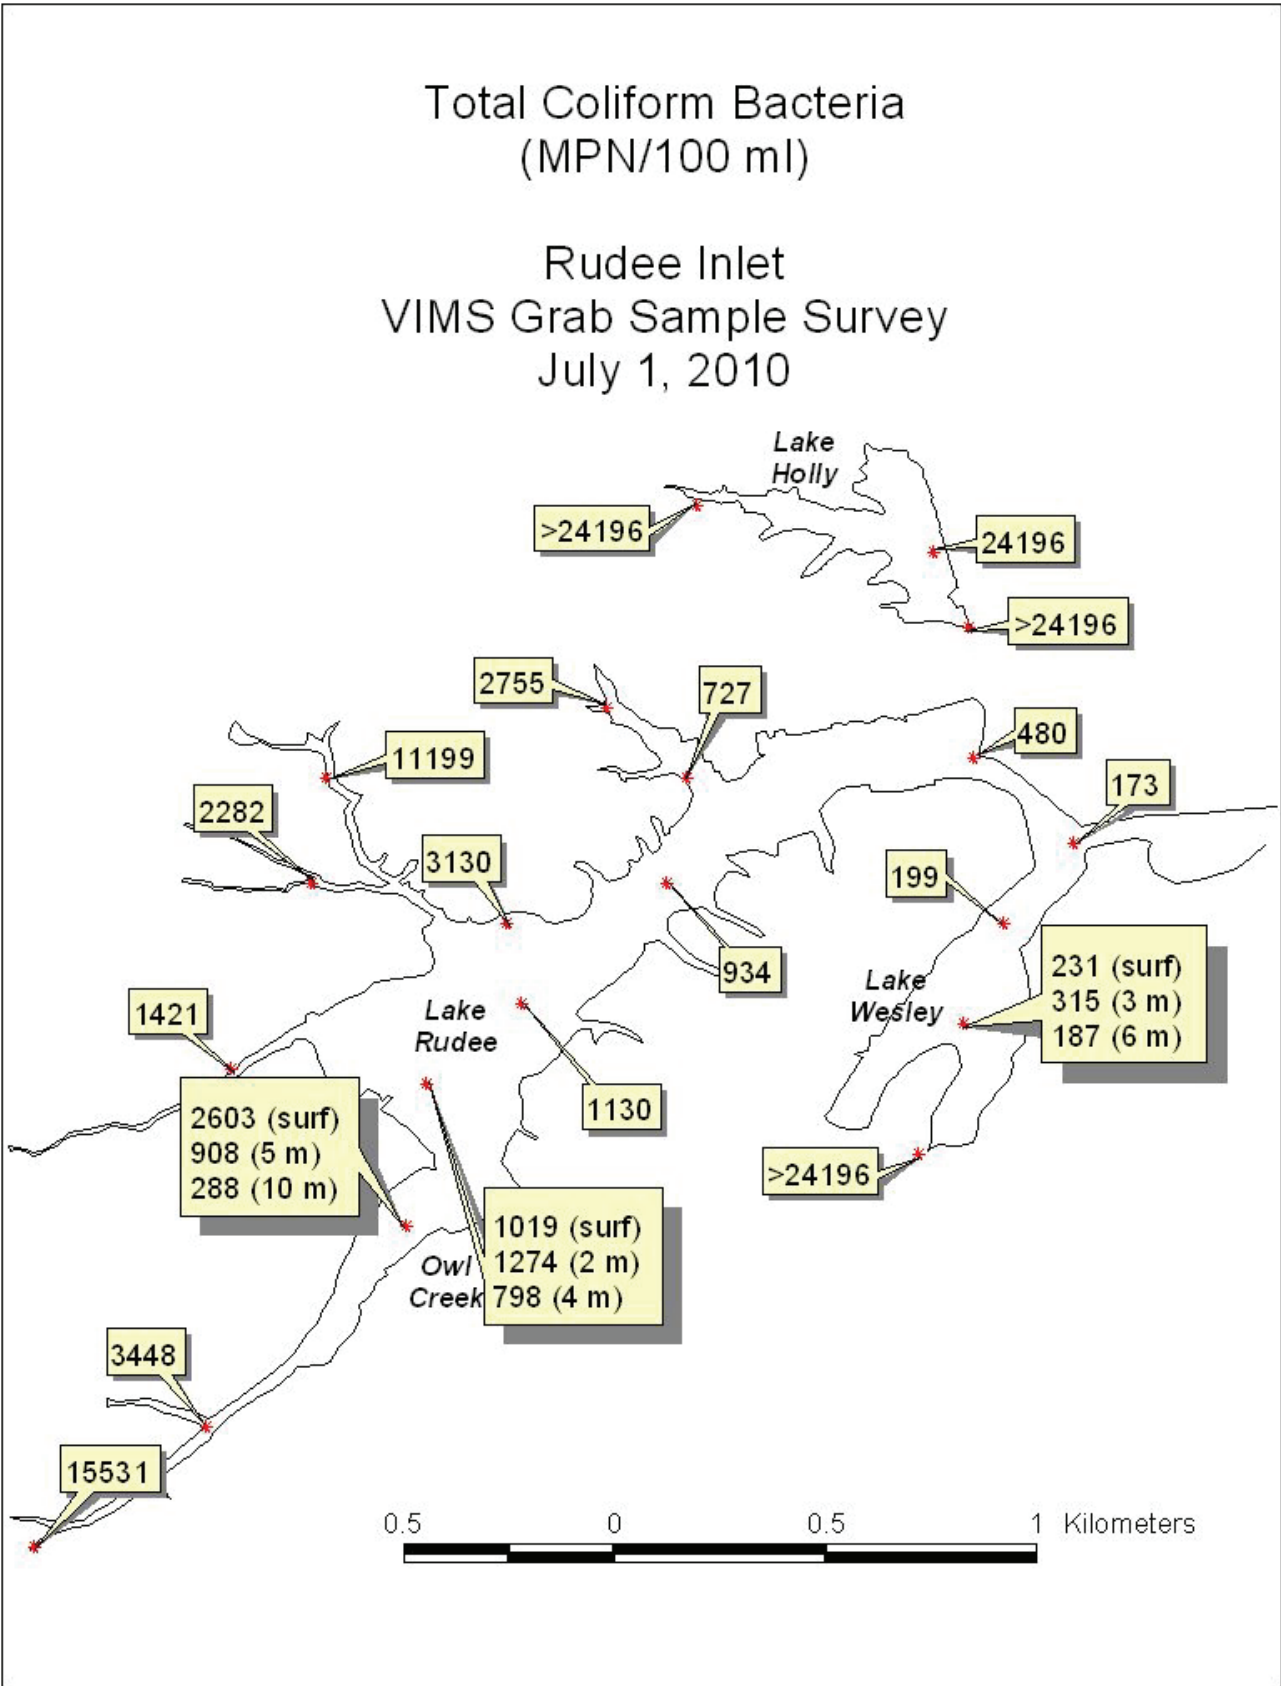 Total Coliform Bacteria
(MPN/100 ml)
Rudee Inlet
VIMS Grab Sample Survey
July 1, 2010
Lake
Holly
>24196
24196
>24196
2755
727
480
11199
173
2282
3130
199
934
231 (surf)
315 (3 m)
187 (6 m)
Lake
Wesley
1421
Lake
Rudee
1130
2603 (surf)
908 (5 m)
288 (10 m)
>24196
1019 (surf)
1274 (2 m)
798 (4 m)
Owl
Creek
3448
15531
0.5 0 0.5 1 Kilometers